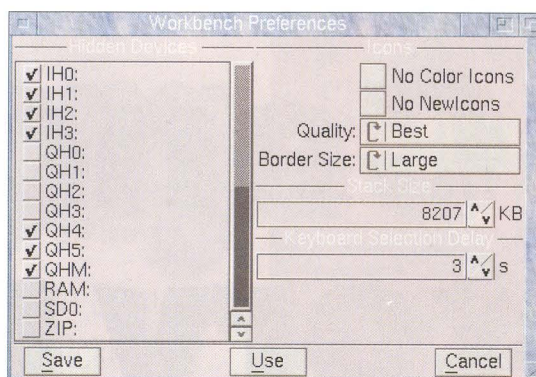 Workbench Preferences
Hidden Devices
IH0:
IH1:
IH2:
IH3:
QH0:
QH1:
QH2:
QH3:
QH4:
QH5:
QHM:
RAM:
SD0:
ZIP:
Icons
No Color Icons
No NewIcons
Quality: Best
Border Size: Large
Stack Size
8207 KB
Keyboard Selection Delay
3 s
Save Use Cancel